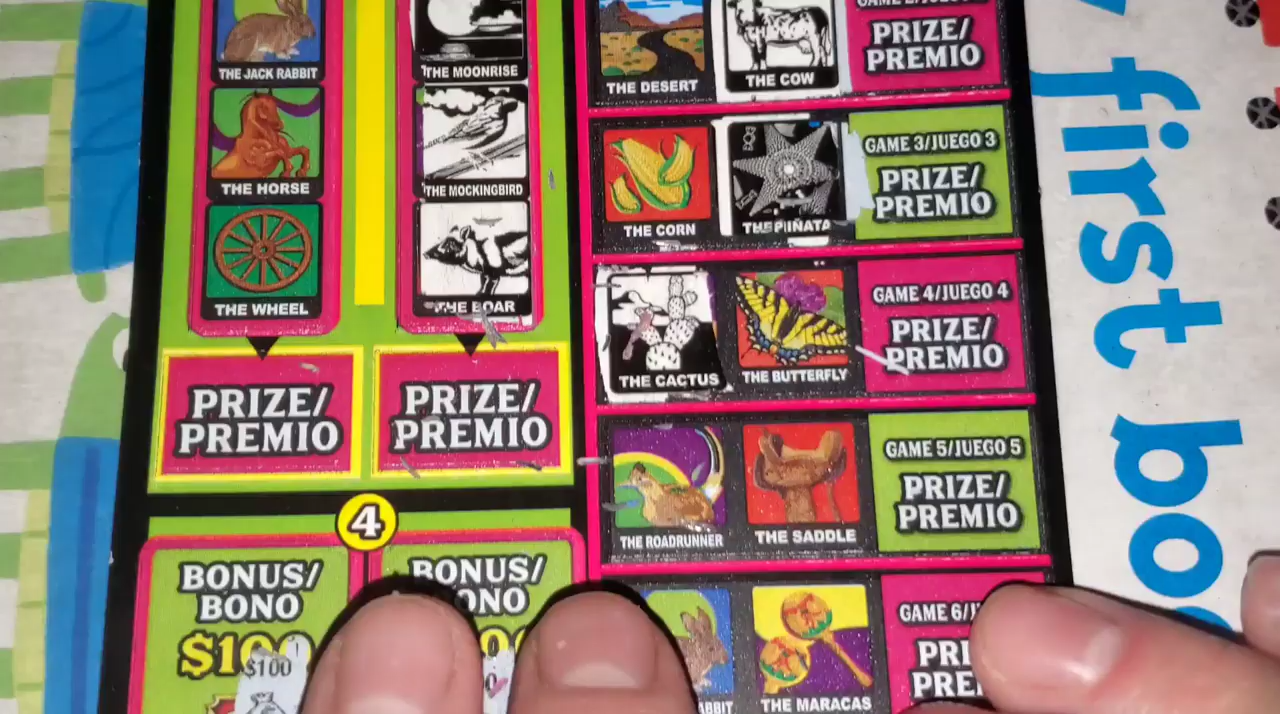 THE JACK RABBIT
THE MOONRISE
THE HORSE
THE MOCKINGBIRD
THE WHEEL
THE BOAR
PRIZE/
PREMIO
PRIZE/
PREMIO
4
BONUS/
BONO
$100
$100
BONUS/
THE DESERT
THE COW
PRIZE/
PREMIO
THE CORN
THE PIÑATA
GAME 3/JUEGO 3
PRIZE/
PREMIO
THE CACTUS
THE BUTTERFLY
GAME 4/JUEGO 4
PRIZE/
PREMIO
THE ROADRUNNER
THE SADDLE
GAME 5/JUEGO 5
PRIZE/
PREMIO
THE MARACAS
GAME 6/
first